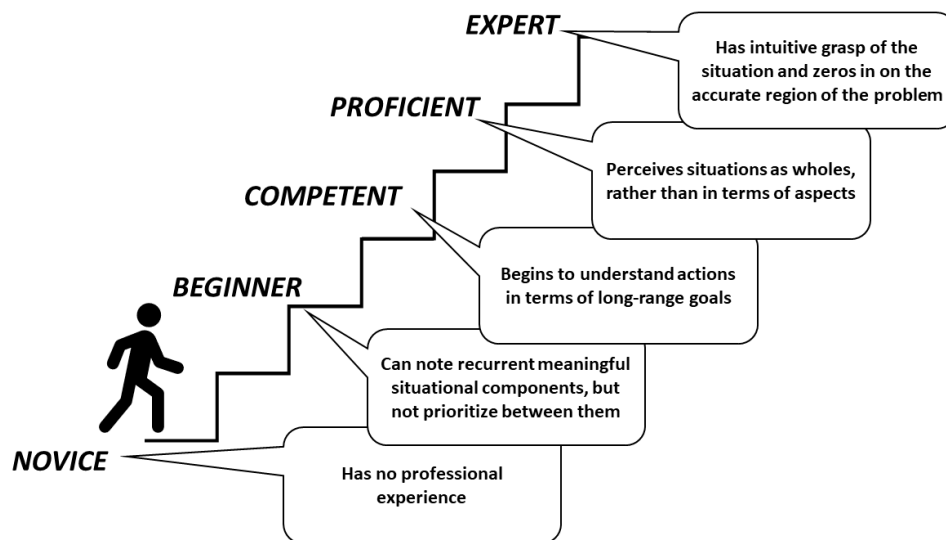 EXPERT
Has intuitive grasp of the
situation and zeros in on the
accurate region of the problem
PROFICIENT
Perceives situations as wholes,
rather than in terms of aspects
COMPETENT
Begins to understand actions
in terms of long-range goals
BEGINNER
Can note recurrent meaningful
situational components, but
not prioritize between them
NOVICE
Has no professional
experience